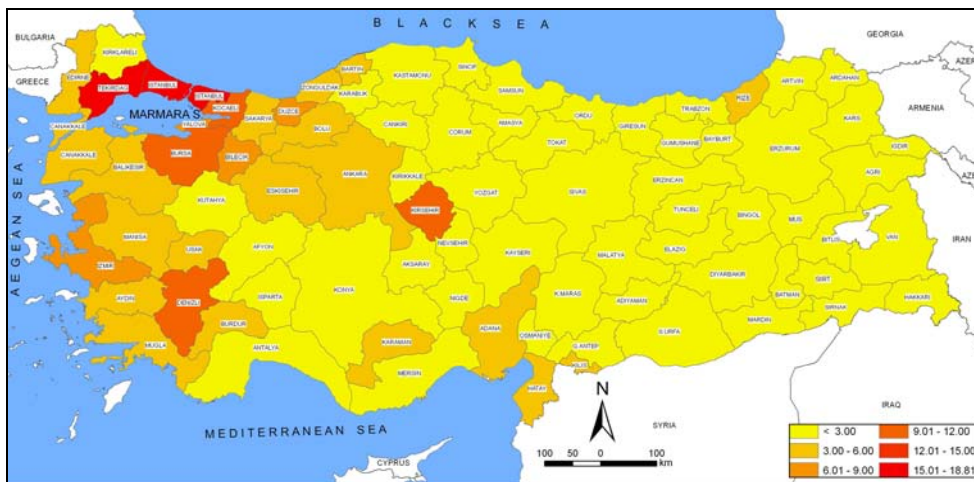 BLACK SEA
BULGARIA
GEORGIA
KIRKLARELI
GREECE
EDIRNE
TEKIRDAG
ISTANBUL
ISTANBUL
KOCAELI
BARTIN
ZONGULDAK
KASTAMONU
SINOP
SAMSUN
ARTVIN
ARDAHAN
AZER
MARMARA S.
YALOVA
SAKARYA
DUZCE
BOLU
KARABUK
CANKIRI
CORUM
AMASYA
ORDU
GIRESUN
TRABZON
RIZE
KARS
ARMENIA
CANAKKALE
CANAKKALE
BALIKESIR
BURSA
BILECIK
ANKARA
TOKAT
GUMUSHANE
BAYBURT
ERZURUM
IGDIR
AZE
ESKISEHIR
KIRIKKALE
KIRSEHIR
YOZGAT
SIVAS
ERZINCAN
AGRI
KUTAHYA
TUNCELI
BINGOL
MUS
BITLIS
VAN
IRAN
AEGEAN SEA
MANISA
USAK
AFYON
NEVSEHIR
KAYSERI
MALATYA
ELAZIG
DIYARBAKIR
IZMIR
AKSARAY
SIIRT
BATMAN
SIRNAK
HAKKARI
AYDIN
DENIZLI
ISPARTA
KONYA
NIGDE
K.MARAS
ADIYAMAN
MARDIN
BURDUR
MUGLA
ANTALYA
KARAMAN
ADANA
OSMANIYE
G.ANTEP
S.URFA
MERSIN
KILIS
HATAY
N
MEDITERRANEAN SEA
SYRIA
IRAQ
CYPRUS
100 50 0 100
km
< 3.00
3.00 - 6.00
6.01 - 9.00
9.01 - 12.00
12.01 - 15.00
15.01 - 18.81